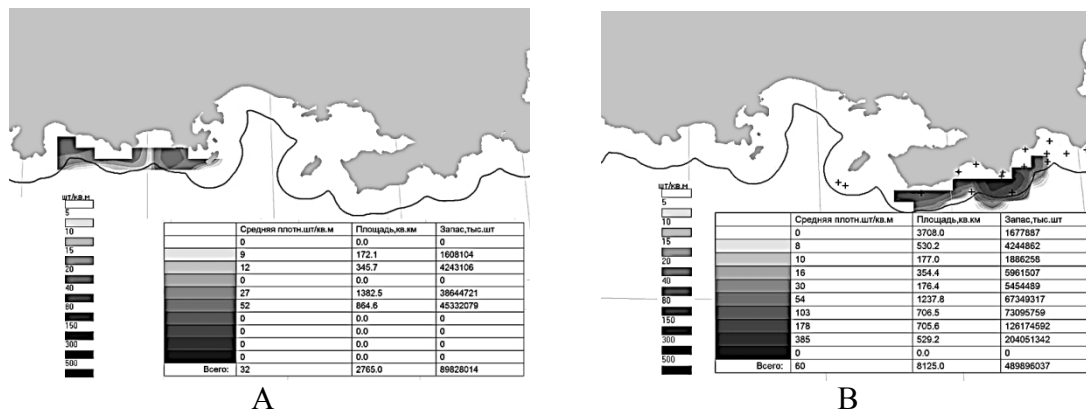 шт/кв.м
5
10
15
20
40
80
150
300
500
Средняя плотн.шт/кв.м Площадь,кв.км Запас,тыс.шт
0 0.0 0
9 172.1 1608104
12 345.7 4243106
0 0.0 0
27 1382.5 38644721
52 864.6 45332079
0 0.0 0
0 0.0 0
0 0.0 0
0 0.0 0
Всего: 32 2765.0 89828014
A
шт/кв.м
5
10
15
20
40
80
150
300
500
Средняя плотн.шт/кв.м Площадь,кв.км Запас,тыс.шт
0 3708.0 1677887
8 530.2 4244862
10 177.0 1886258
16 354.4 5961507
30 176.4 5454489
54 1237.8 67349317
103 706.5 73095759
178 705.6 126174592
385 529.2 204051342
0 0.0 0
Всего: 60 8125.0 489896037
B